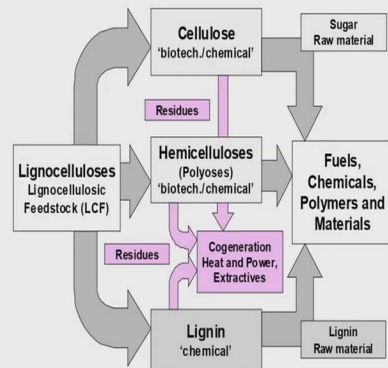 Cellulose
'biotech./chemical'
Sugar
Raw material
Residues
Lignocelluloses
Lignocellulosic
Feedstock (LCF)
Hemicelluloses
(Polyoses)
'biotech./chemical'
Fuels,
Chemicals,
Polymers and
Materials
Residues
Cogeneration
Heat and Power,
Extractives
Lignin
'chemical'
Lignin
Raw material